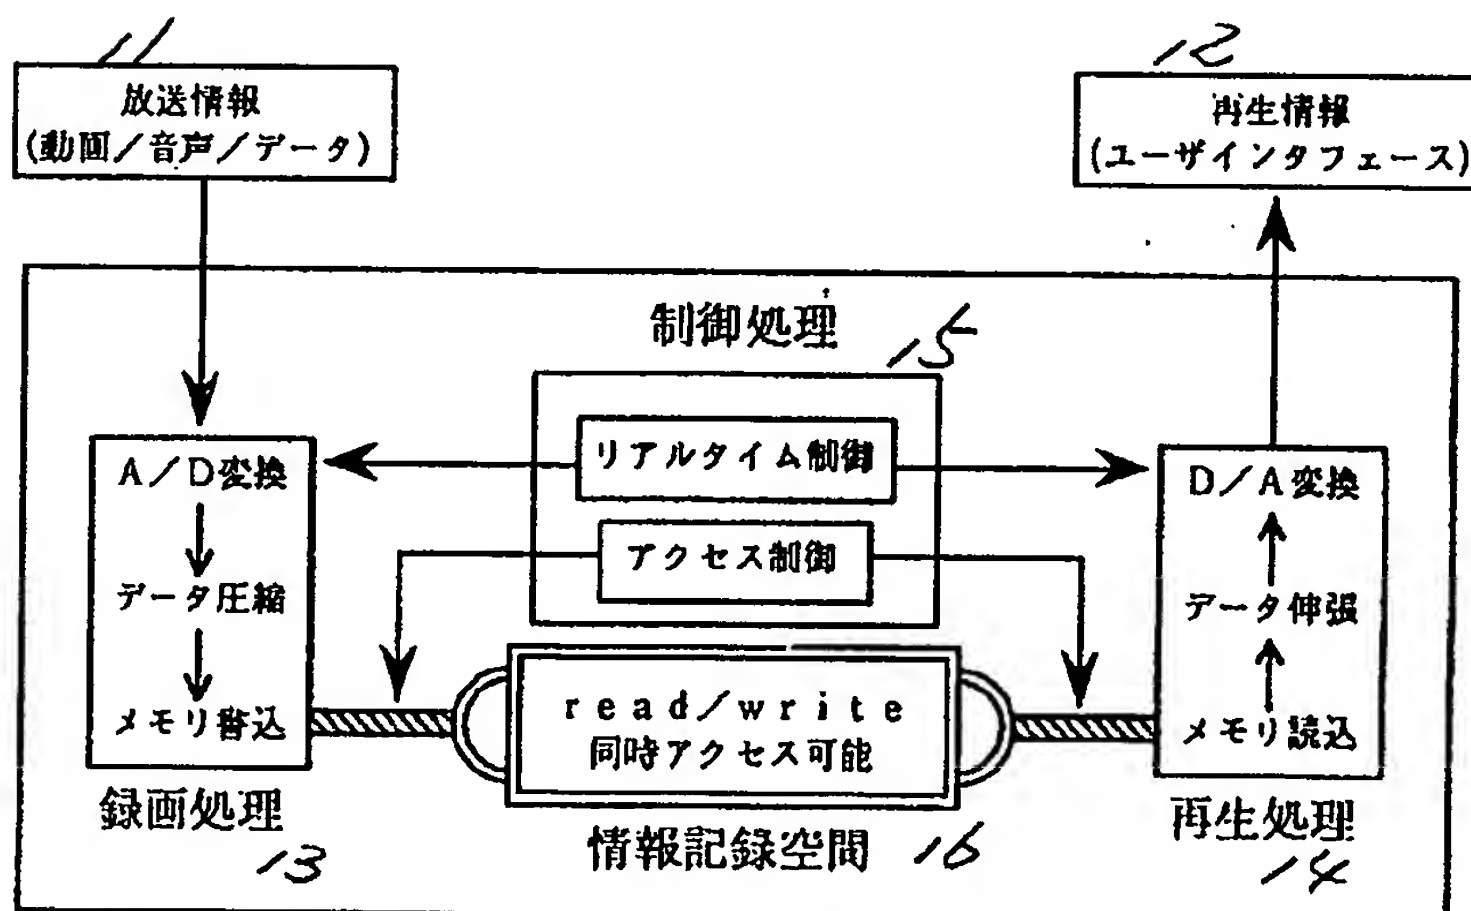 11
放送情報
(動画／音声／データ)
12
再生情報
(ユーザインタフェース)
制御処理
15
リアルタイム制御
アクセス制御
A／D変換
データ圧縮
メモリ書込
録画処理
13
read／write
同時アクセス可能
情報記録空間
16
D／A変換
データ伸張
メモリ読込
再生処理
14